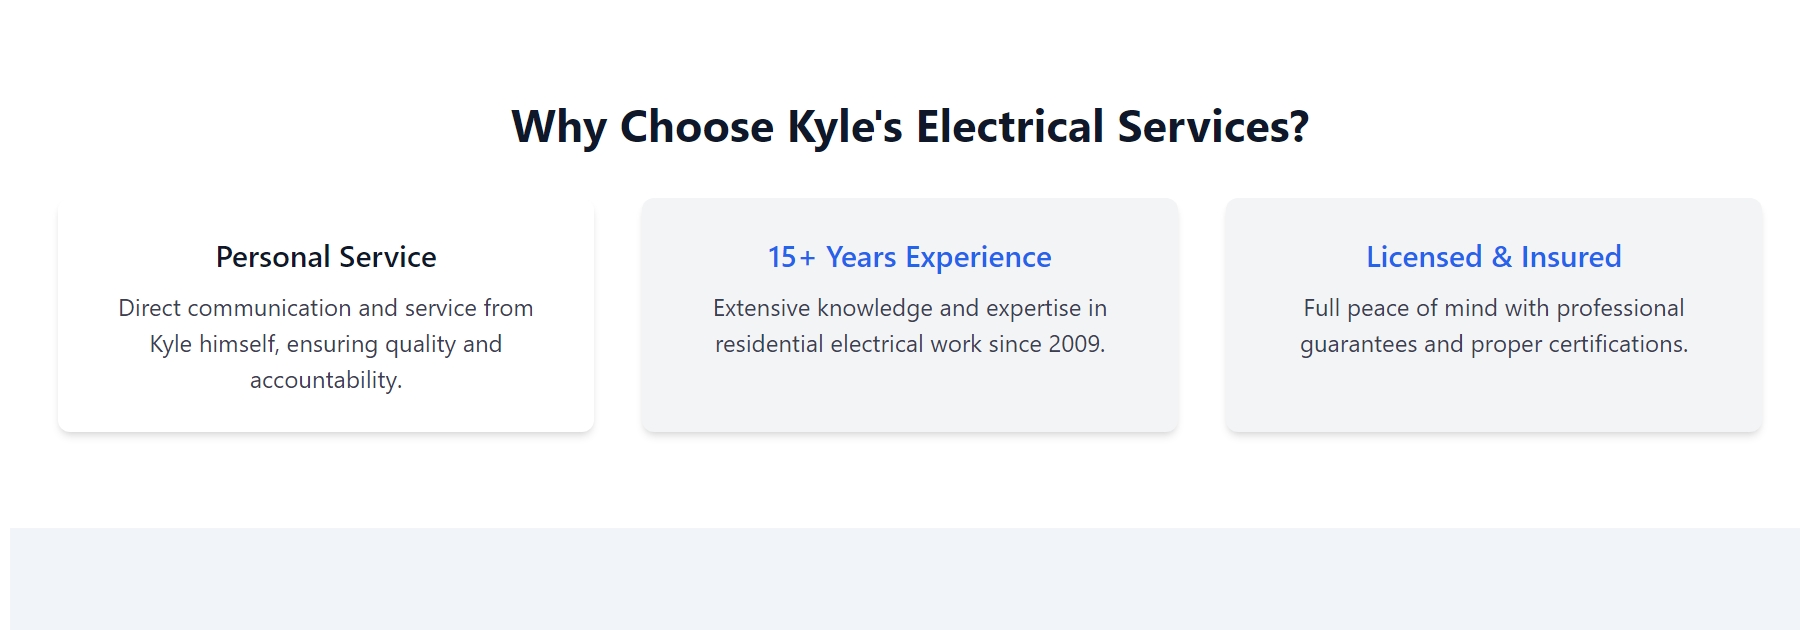 Why Choose Kyle's Electrical Services?
Personal Service
Direct communication and service from
Kyle himself, ensuring quality and
accountability.
15+ Years Experience
Extensive knowledge and expertise in
residential electrical work since 2009.
Licensed & Insured
Full peace of mind with professional
guarantees and proper certifications.